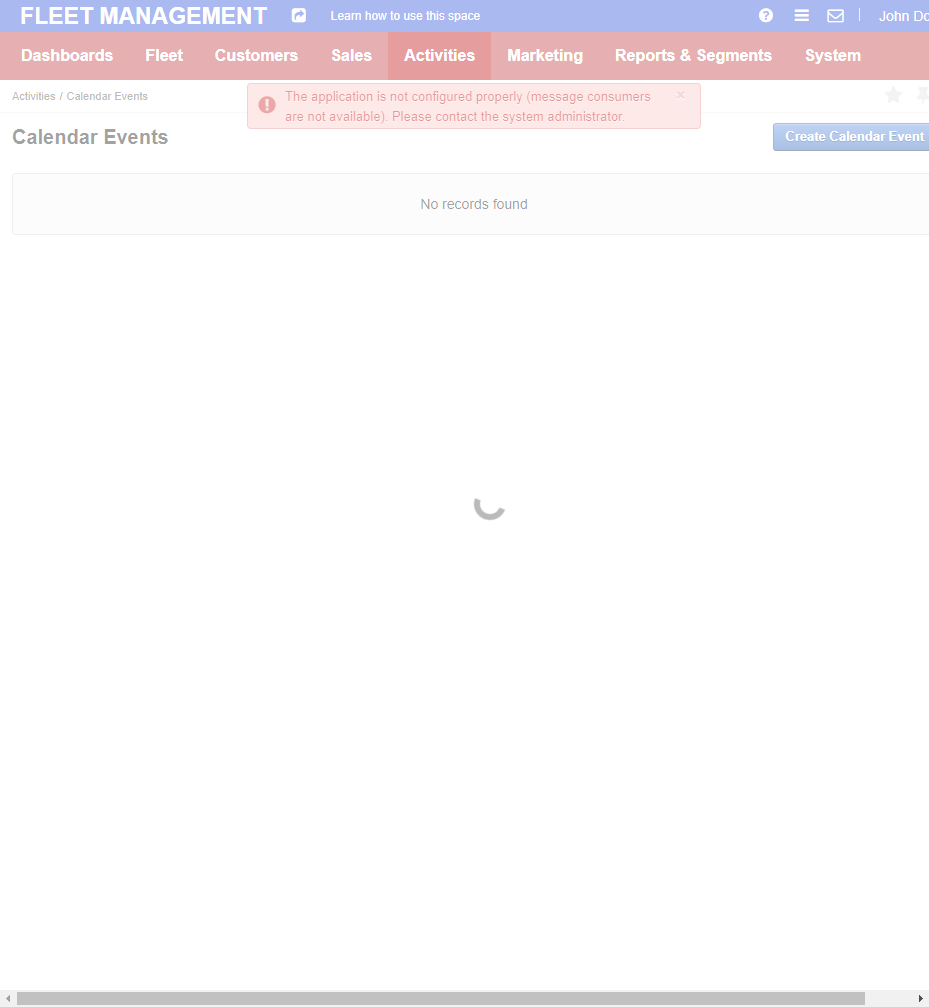 FLEET MANAGEMENT
Learn how to use this space
John Do
Dashboards
Fleet
Customers
Sales
Activities
Marketing
Reports & Segments
System
Activities / Calendar Events
The application is not configured properly (message consumers
are not available). Please contact the system administrator.
×
Calendar Events
Create Calendar Event
No records found